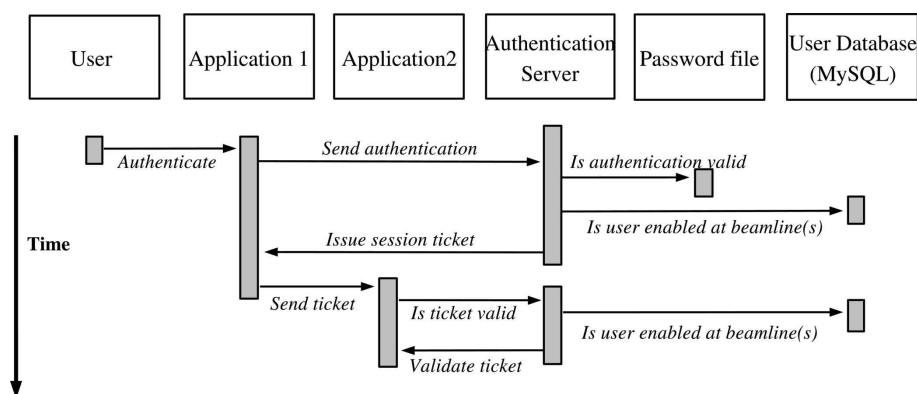 User
Application 1
Application2
Authentication
Server
Password file
User Database
(MySQL)
Authenticate
Send authentication
Is authentication valid
Is user enabled at beamline(s)
Time
Issue session ticket
Send ticket
Is ticket valid
Is user enabled at beamline(s)
Validate ticket